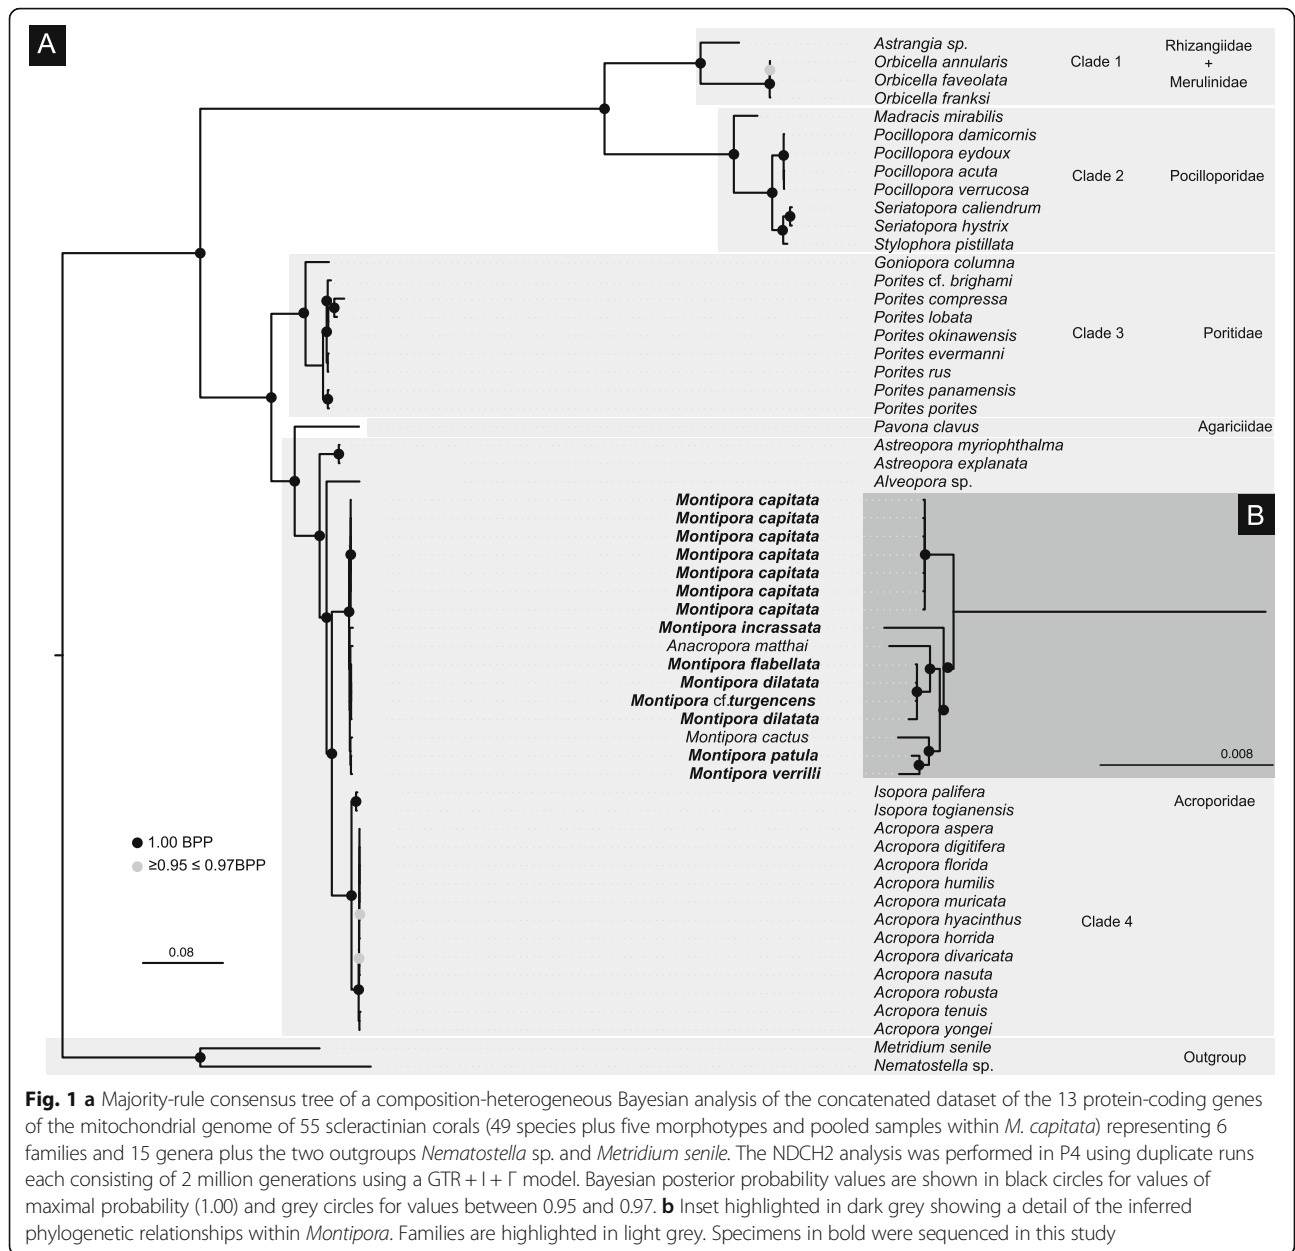 A
Astrangia sp.
Orbicella annularis
Orbicella faveolata
Orbicella franksi
Clade 1
Rhizangiidae
+
Merulinidae
Madracis mirabilis
Pocillopora damicornis
Pocillopora eydoux
Pocillopora acuta
Pocillopora verrucosa
Seriatopora caliendrum
Seriatopora hystrix
Stylophora pistillata
Clade 2
Pocilloporidae
Goniopora columna
Porites cf. brighami
Porites compressa
Porites lobata
Porites okinawensis
Porites evermanni
Porites rus
Porites panamensis
Porites porites
Clade 3
Poritidae
Pavona clavus
Agariciidae
Astreopora myriophthalma
Astreopora explanata
Alveopora sp.
Montipora capitata
Montipora capitata
Montipora capitata
Montipora capitata
Montipora capitata
Montipora capitata
Montipora capitata
Montipora incrassata
Anacropora matthai
Montipora flabellata
Montipora dilatata
Montipora cf.turgencens
Montipora dilatata
Montipora cactus
Montipora patula
Montipora verrilli
B
0.008
Isopora palifera
Isopora togianensis
Acropora aspera
Acropora digitifera
Acropora florida
Acropora humilis
Acropora muricata
Acropora hyacinthus
Acropora horrida
Acropora divaricata
Acropora nasuta
Acropora robusta
Acropora tenuis
Acropora yongei
Acroporidae
Clade 4
1.00 BPP
≥0.95 ≤ 0.97BPP
0.08
Metridium senile
Nematostella sp.
Outgroup
Fig. 1 a Majority-rule consensus tree of a composition-heterogeneous Bayesian analysis of the concatenated dataset of the 13 protein-coding genes
of the mitochondrial genome of 55 scleractinian corals (49 species plus five morphotypes and pooled samples within M. capitata) representing 6
families and 15 genera plus the two outgroups Nematostella sp. and Metridium senile. The NDCH2 analysis was performed in P4 using duplicate runs
each consisting of 2 million generations using a GTR + I + Γ model. Bayesian posterior probability values are shown in black circles for values of
maximal probability (1.00) and grey circles for values between 0.95 and 0.97. b Inset highlighted in dark grey showing a detail of the inferred
phylogenetic relationships within Montipora. Families are highlighted in light grey. Specimens in bold were sequenced in this study